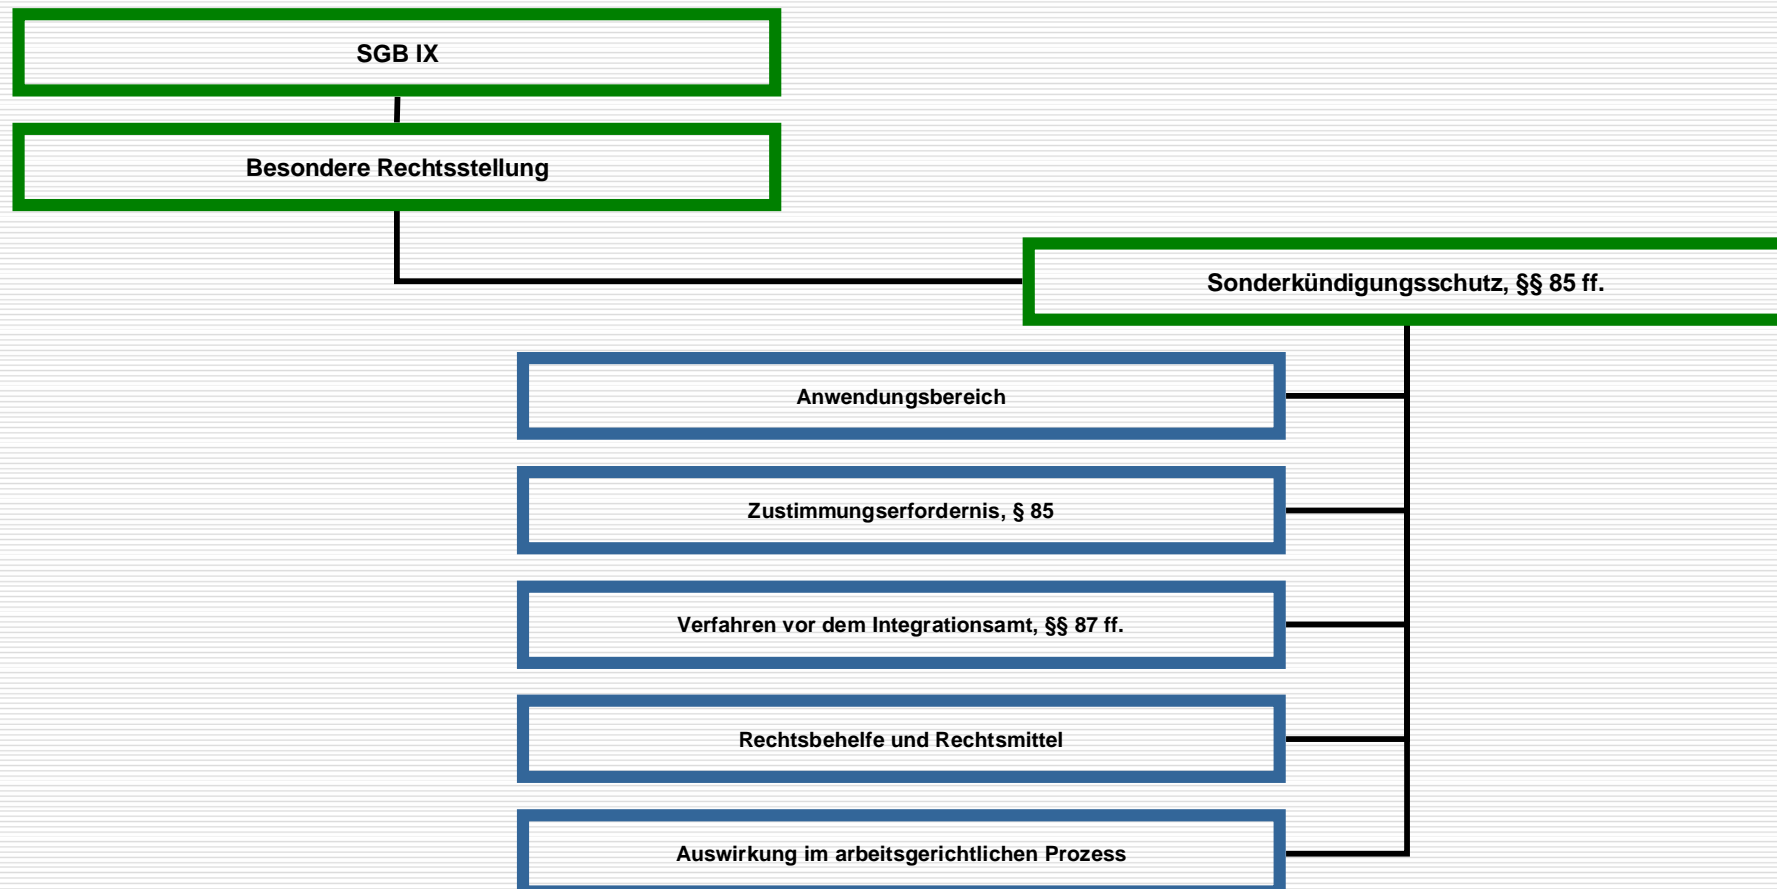 SGB IX
Besondere Rechtsstellung
Sonderkündigungsschutz, §§ 85 ff.
Anwendungsbereich
Zustimmungserfordernis, § 85
Verfahren vor dem Integrationsamt, §§ 87 ff.
Rechtsbehelfe und Rechtsmittel
Auswirkung im arbeitsgerichtlichen Prozess